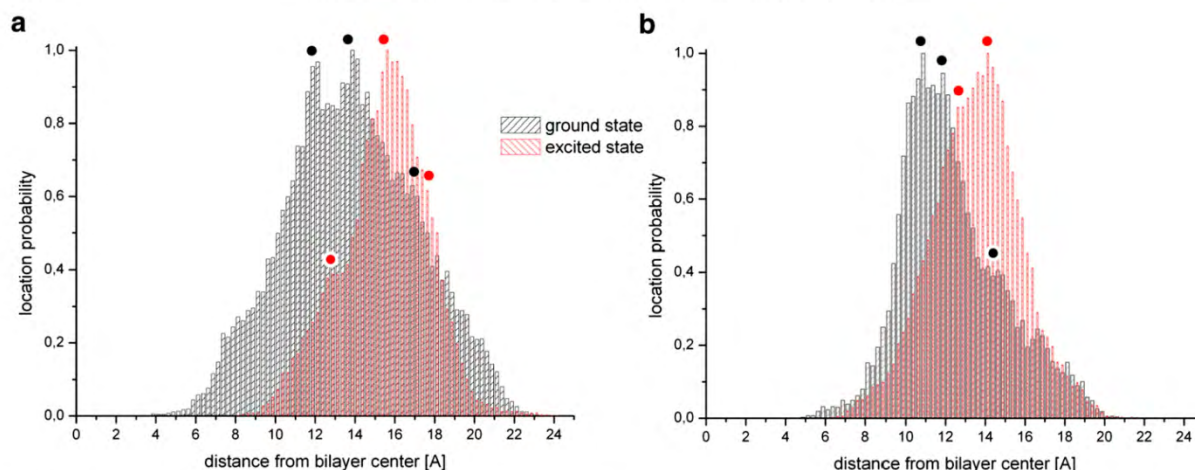 a
b
1,0
0,8
0,6
0,4
0,2
0,0
location probability
0 2 4 6 8 10 12 14 16 18 20 22 24
distance from bilayer center [A]
ground state
excited state
1,0
0,8
0,6
0,4
0,2
0,0
location probability
0 2 4 6 8 10 12 14 16 18 20 22 24
distance from bilayer center [A]